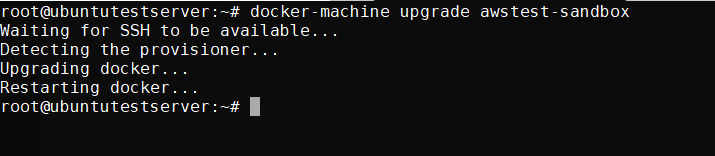 root@ubuntutestserver:~# docker-machine upgrade awstest-sandbox
Waiting for SSH to be available...
Detecting the provisioner...
Upgrading docker...
Restarting docker...
root@ubuntutestserver:~#